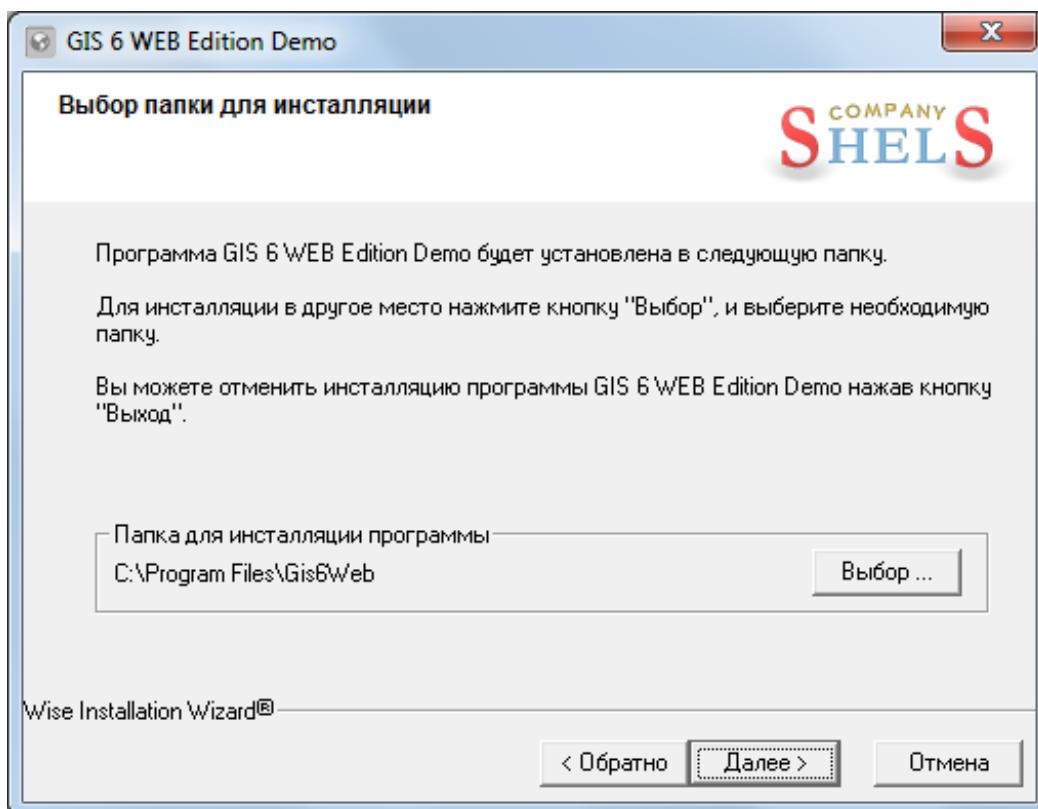 GIS 6 WEB Edition Demo
Выбор папки для инсталляции
COMPANY
SHELS
Программа GIS 6 WEB Edition Demo будет установлена в следующую папку.
Для инсталляции в другое место нажмите кнопку "Выбор", и выберите необходимую
папку.
Вы можете отменить инсталляцию программы GIS 6 WEB Edition Demo нажав кнопку
"Выход".
Папка для инсталляции программы
C:\Program Files\Gis6Web
Выбор ...
Wise Installation Wizard®
< Обратно
Далее >
Отмена